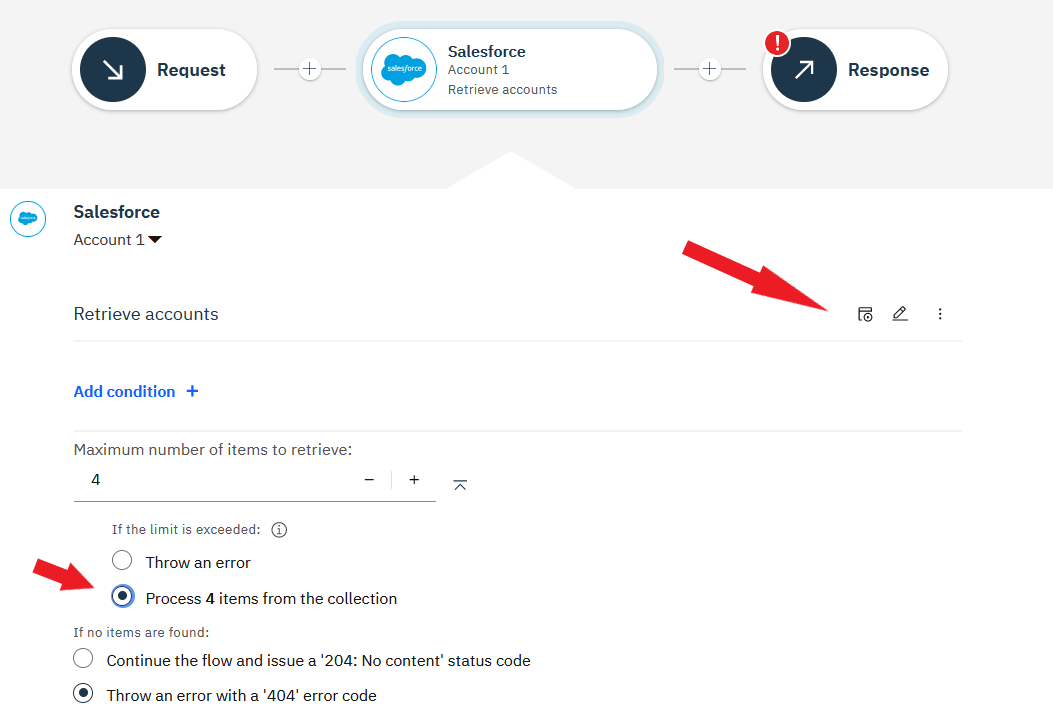 Request
salesforce
Salesforce
Account 1
Retrieve accounts
!
Response
Salesforce
Account 1
Retrieve accounts
Add condition +
Maximum number of items to retrieve:
4 − +
If the limit is exceeded:
Throw an error
Process 4 items from the collection
If no items are found:
Continue the flow and issue a '204: No content' status code
Throw an error with a '404' error code